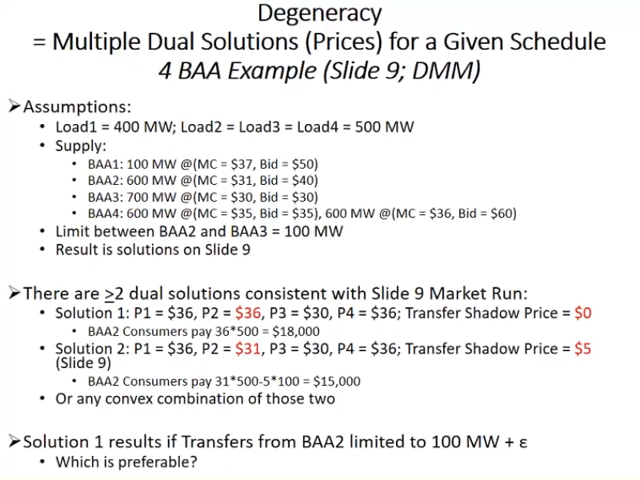 Degeneracy
= Multiple Dual Solutions (Prices) for a Given Schedule
4 BAA Example (Slide 9; DMM)
➢Assumptions:
• Load1 = 400 MW; Load2 = Load3 = Load4 = 500 MW
• Supply:
• BAA1: 100 MW @(MC = $37, Bid = $50)
• BAA2: 600 MW @(MC = $31, Bid = $40)
• BAA3: 700 MW @(MC = $30, Bid = $30)
• BAA4: 600 MW @(MC = $35, Bid = $35), 600 MW @(MC = $36, Bid = $60)
• Limit between BAA2 and BAA3 = 100 MW
• Result is solutions on Slide 9
➢There are ≥2 dual solutions consistent with Slide 9 Market Run:
• Solution 1: P1 = $36, P2 = $36, P3 = $30, P4 = $36; Transfer Shadow Price = $0
• BAA2 Consumers pay 36*500 = $18,000
• Solution 2: P1 = $36, P2 = $31, P3 = $30, P4 = $36; Transfer Shadow Price = $5
(Slide 9)
• BAA2 Consumers pay 31*500-5*100 = $15,000
• Or any convex combination of those two
➢Solution 1 results if Transfers from BAA2 limited to 100 MW + ε
• Which is preferable?